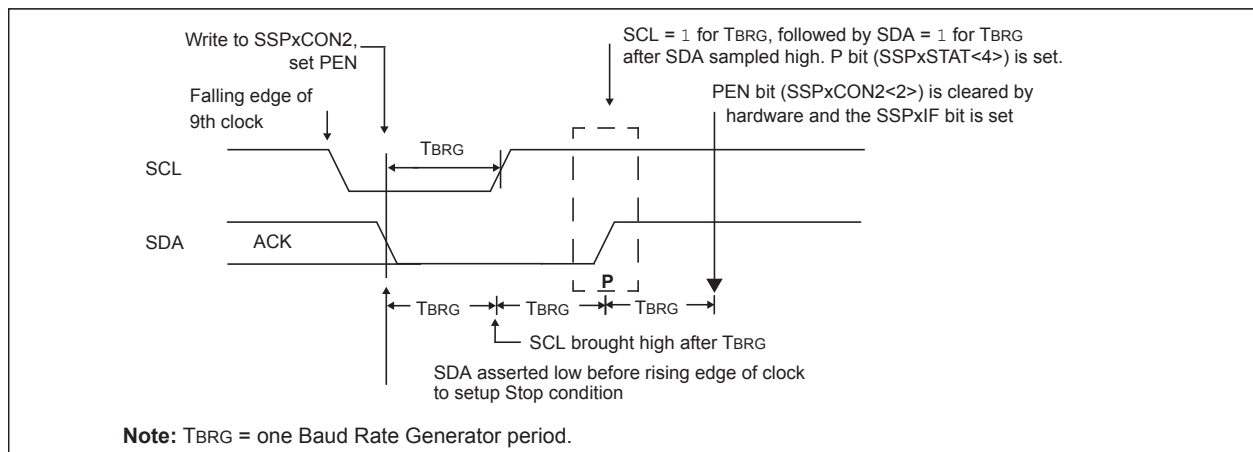 Write to SSPxCON2,
set PEN
SCL = 1 for TBRG, followed by SDA = 1 for TBRG
after SDA sampled high. P bit (SSPxSTAT<4>) is set.
Falling edge of
9th clock
PEN bit (SSPxCON2<2>) is cleared by
hardware and the SSPxIF bit is set
TBRG
SCL
SDA
ACK
P
TBRG
TBRG
TBRG
SCL brought high after TBRG
SDA asserted low before rising edge of clock
to setup Stop condition
Note: TBRG = one Baud Rate Generator period.